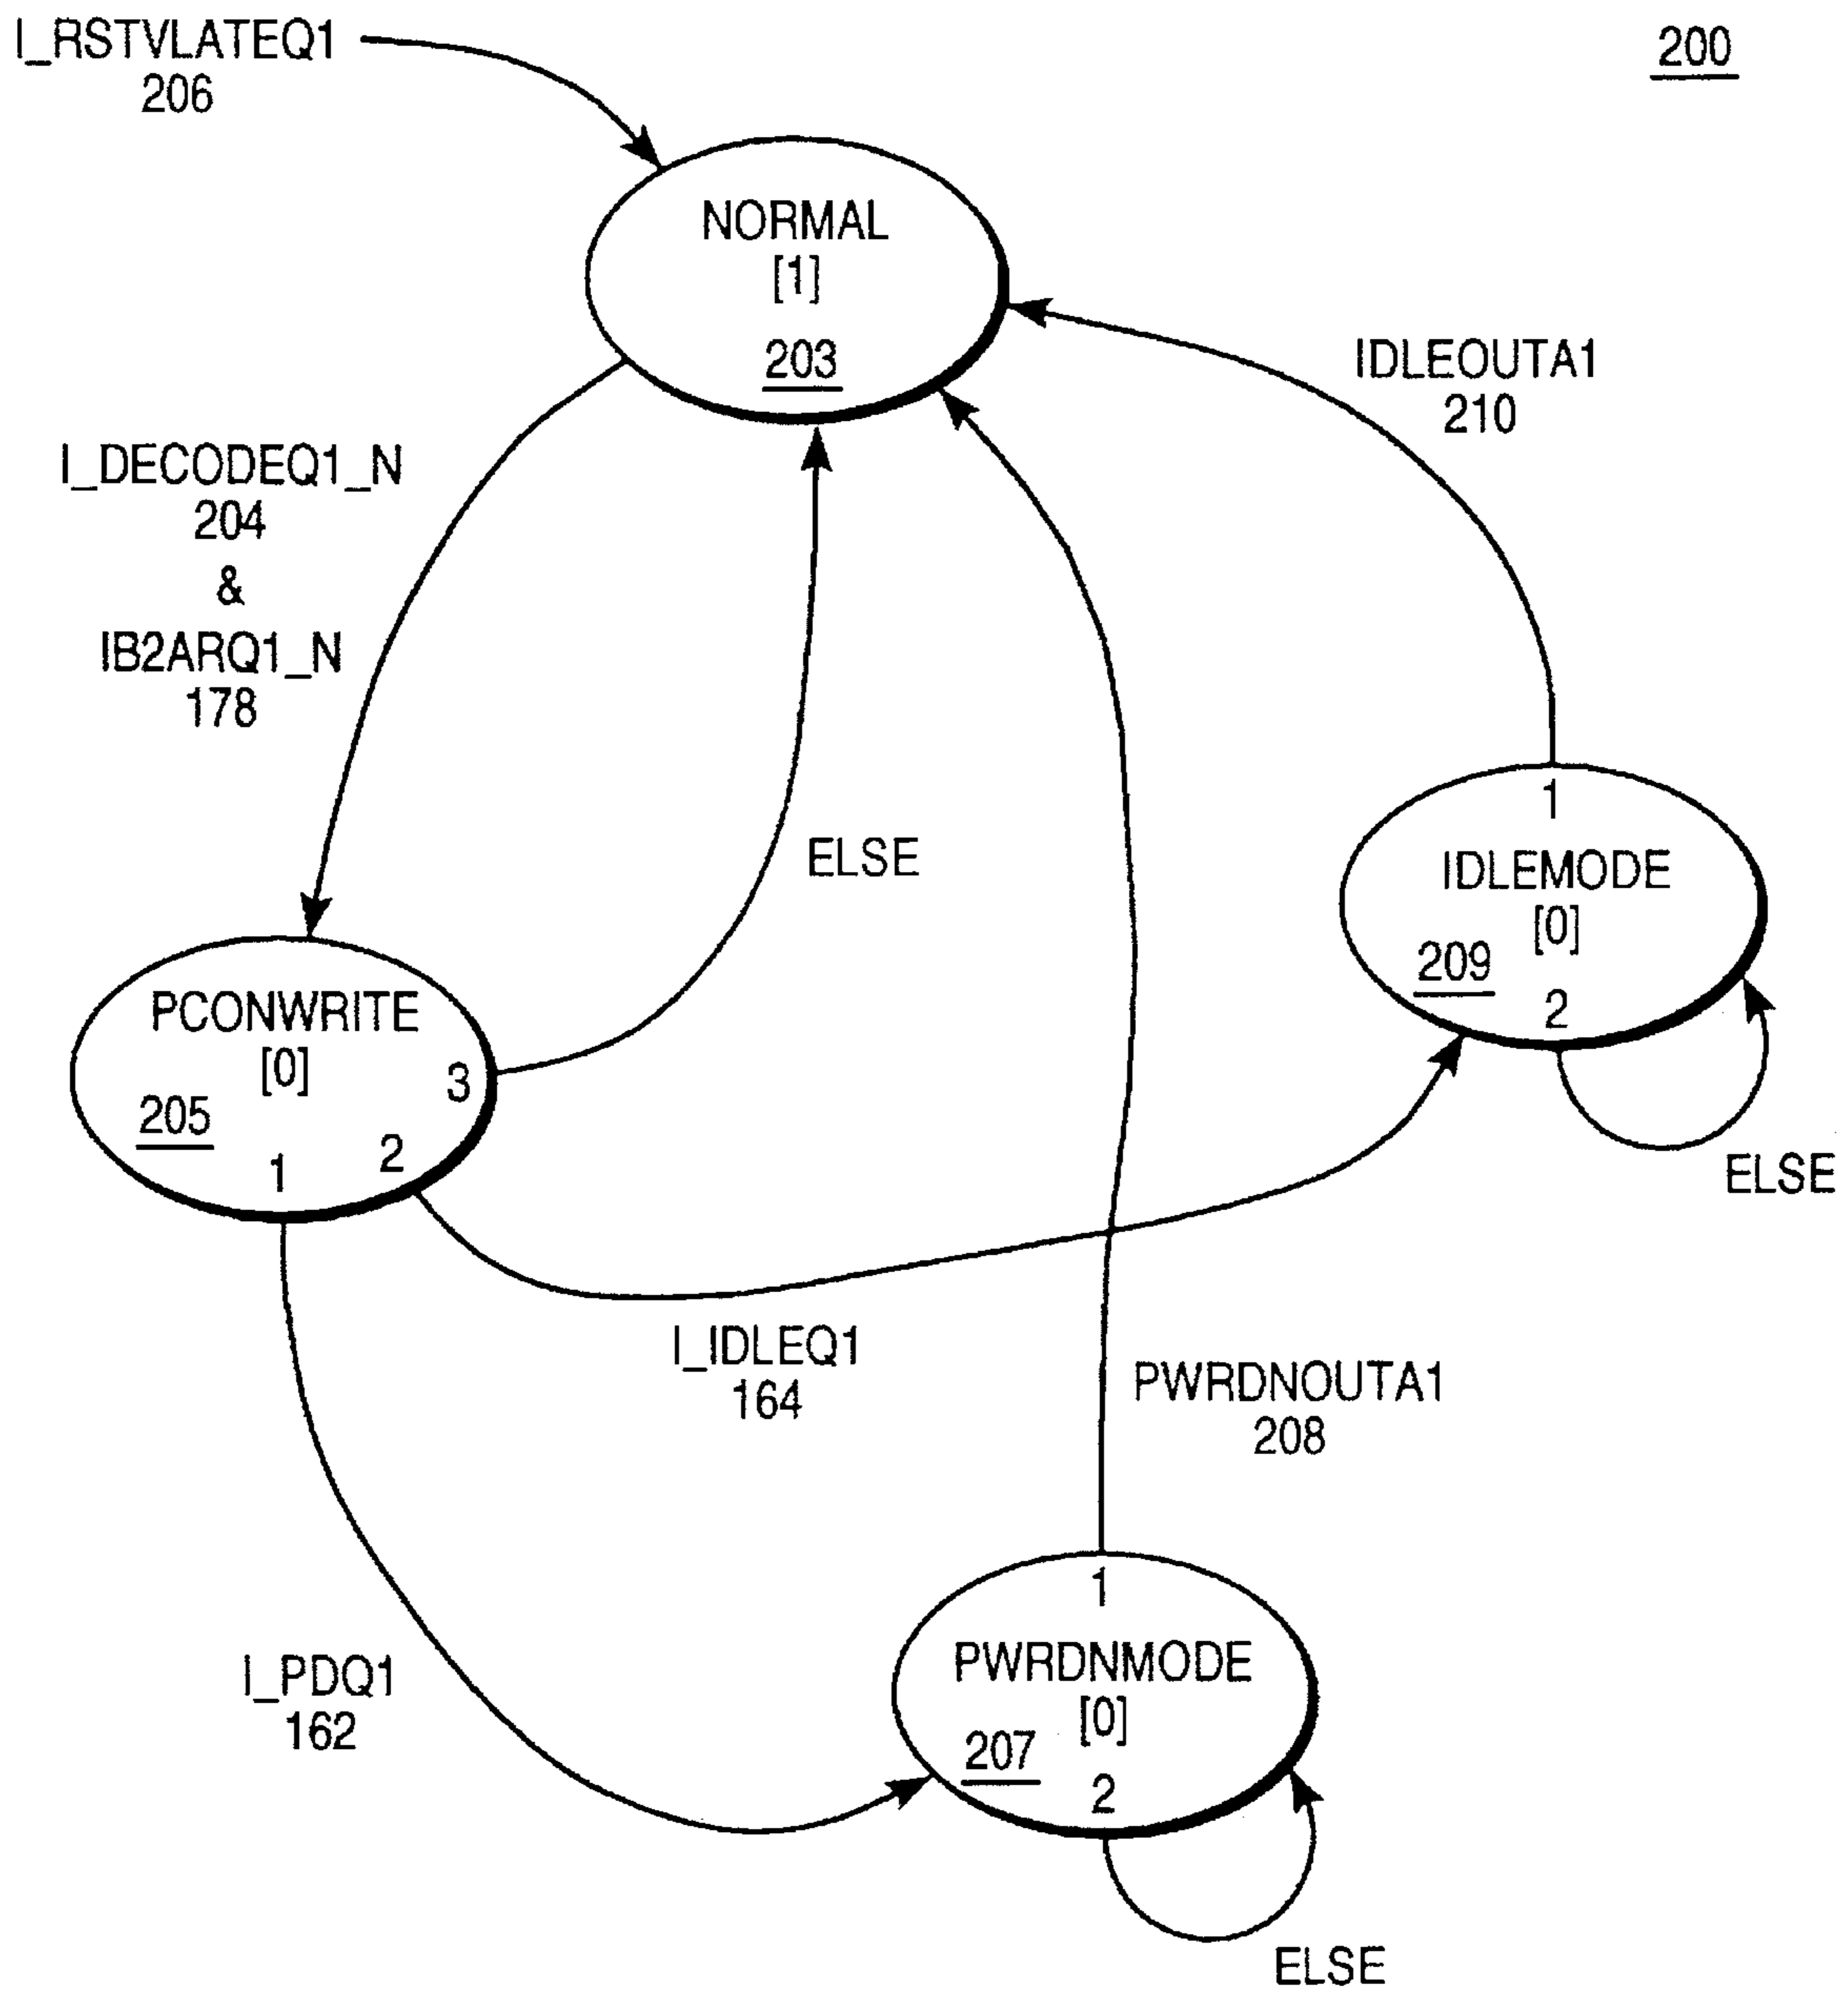 I_RSTVLATEQ1
206
200
NORMAL
[1]
203
IDLEOUTA1
210
I_DECODEQ1_N
204
&
IB2ARQ1_N
178
ELSE
1
IDLEMODE
[0]
209
2
ELSE
PCONWRITE
[0]
3
205
2
1
I_IDLEQ1
164
PWRDNOUTA1
208
I_PDQ1
162
1
PWRDNMODE
[0]
207
2
ELSE